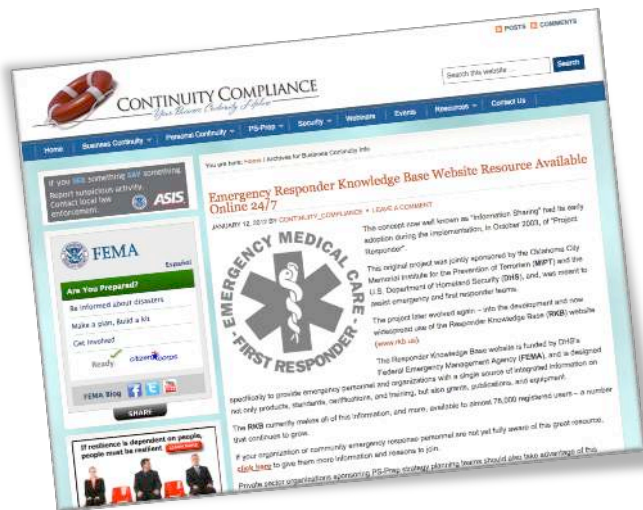 POSTS COMMENTS
CONTINUITY COMPLIANCE
Your Business Continuity Lifeline
Search this website Search
Home Business Continuity Personal Continuity PS-Prep Security Webinars Events Resources Contact Us
You are here: Home / Archives for Business Continuity Info
If you SEE something SAY something
Report suspicious activity.
Contact local law
enforcement.
ASIS
FEMA
Español
Are You Prepared?
Be informed about disasters
Make a plan, Build a kit
Get Involved
Ready citizen corps
FEMA Blog
SHARE
If resilience is dependent on people,
people must be resilient
Emergency Responder Knowledge Base Website Resource Available
Online 24/7
JANUARY 12, 2012 BY CONTINUITY_COMPLIANCE • LEAVE A COMMENT
EMERGENCY MEDICAL CARE
FIRST RESPONDER
The concept now well known as "Information Sharing" had its early
adoption during the implementation, in October 2003, of "Project
Responder".
This original project was jointly sponsored by the Oklahoma City
Memorial Institute for the Prevention of Terrorism (MIPT) and the
U.S. Department of Homeland Security (DHS), and, was meant to
assist emergency and first responder teams.
The project later evolved again – into the development and now
widespread use of the Responder Knowledge Base (RKB) website
(www.rkb.us).
The Responder Knowledge Base website is funded by DHS's
Federal Emergency Management Agency (FEMA), and is designed
specifically to provide emergency personnel and organizations with a single source of integrated information on
not only products, standards, certifications, and training, but also grants, publications, and equipment.
The RKB currently makes all of this information, and more, available to almost 78,000 registered users – a number
that continues to grow.
If your organization or community emergency response personnel are not yet fully aware of this great resource,
click here to give them more information and reasons to join.
Private sector organizations sponsoring PS-Prep strategy planning teams should also take advantage of this